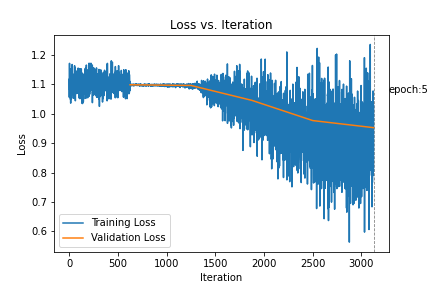 Loss vs. Iteration
1.2
1.1
1.0
0.9
0.8
0.7
0.6
Loss
epoch:5
Training Loss
Validation Loss
0 500 1000 1500 2000 2500 3000
Iteration